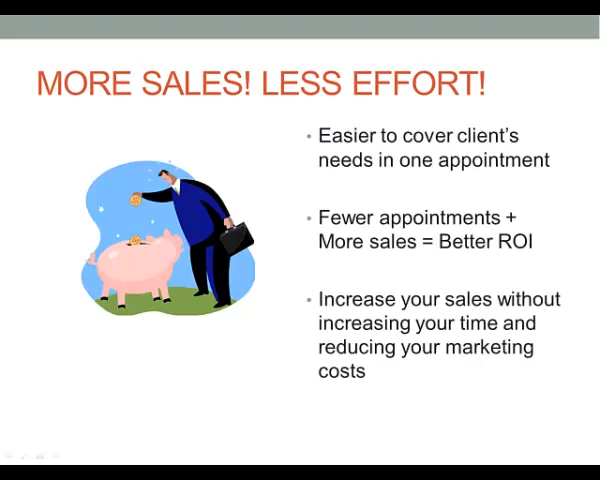 MORE SALES! LESS EFFORT!
• Easier to cover client's
needs in one appointment
• Fewer appointments +
More sales = Better ROI
• Increase your sales without
increasing your time and
reducing your marketing
costs